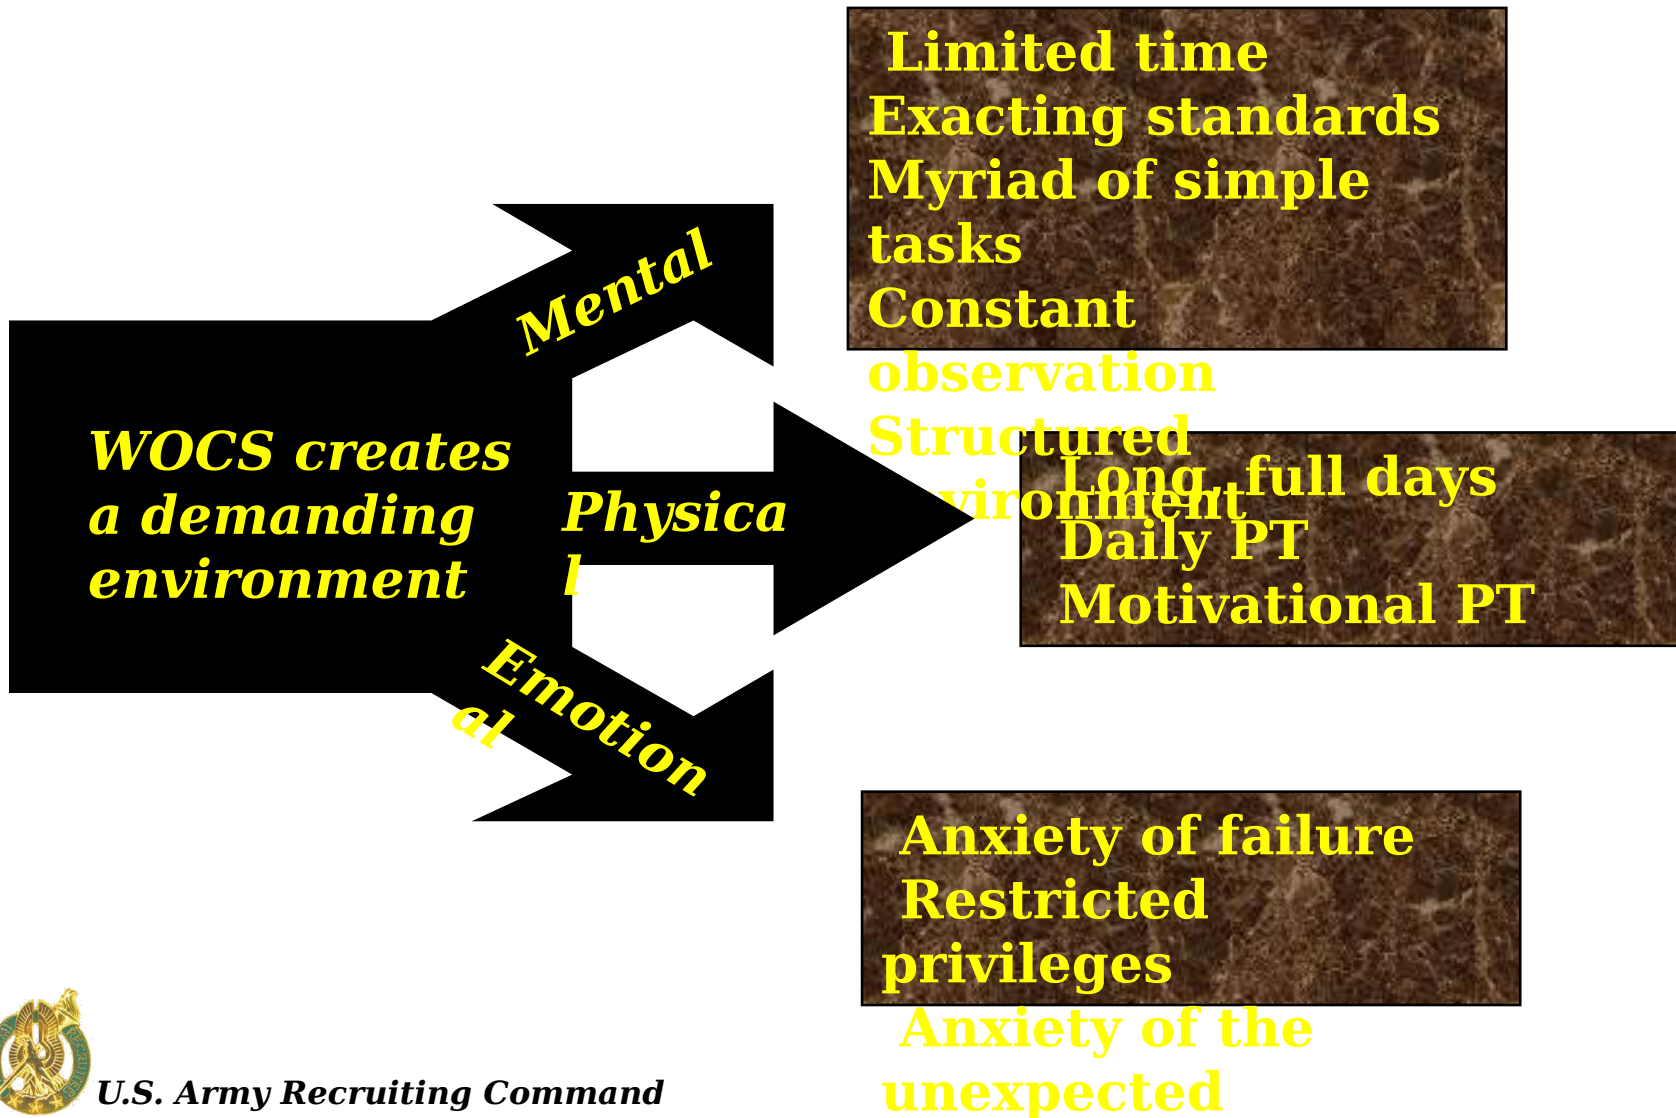 Limited time
Exacting standards
Myriad of simple
tasks
Constant
observation
Structured
environment
Mental
WOCS creates
a demanding
environment
Physica
l
Long, full days
Daily PT
Motivational PT
Emotion
al
Anxiety of failure
Restricted
privileges
Anxiety of the
unexpected
U.S. Army Recruiting Command